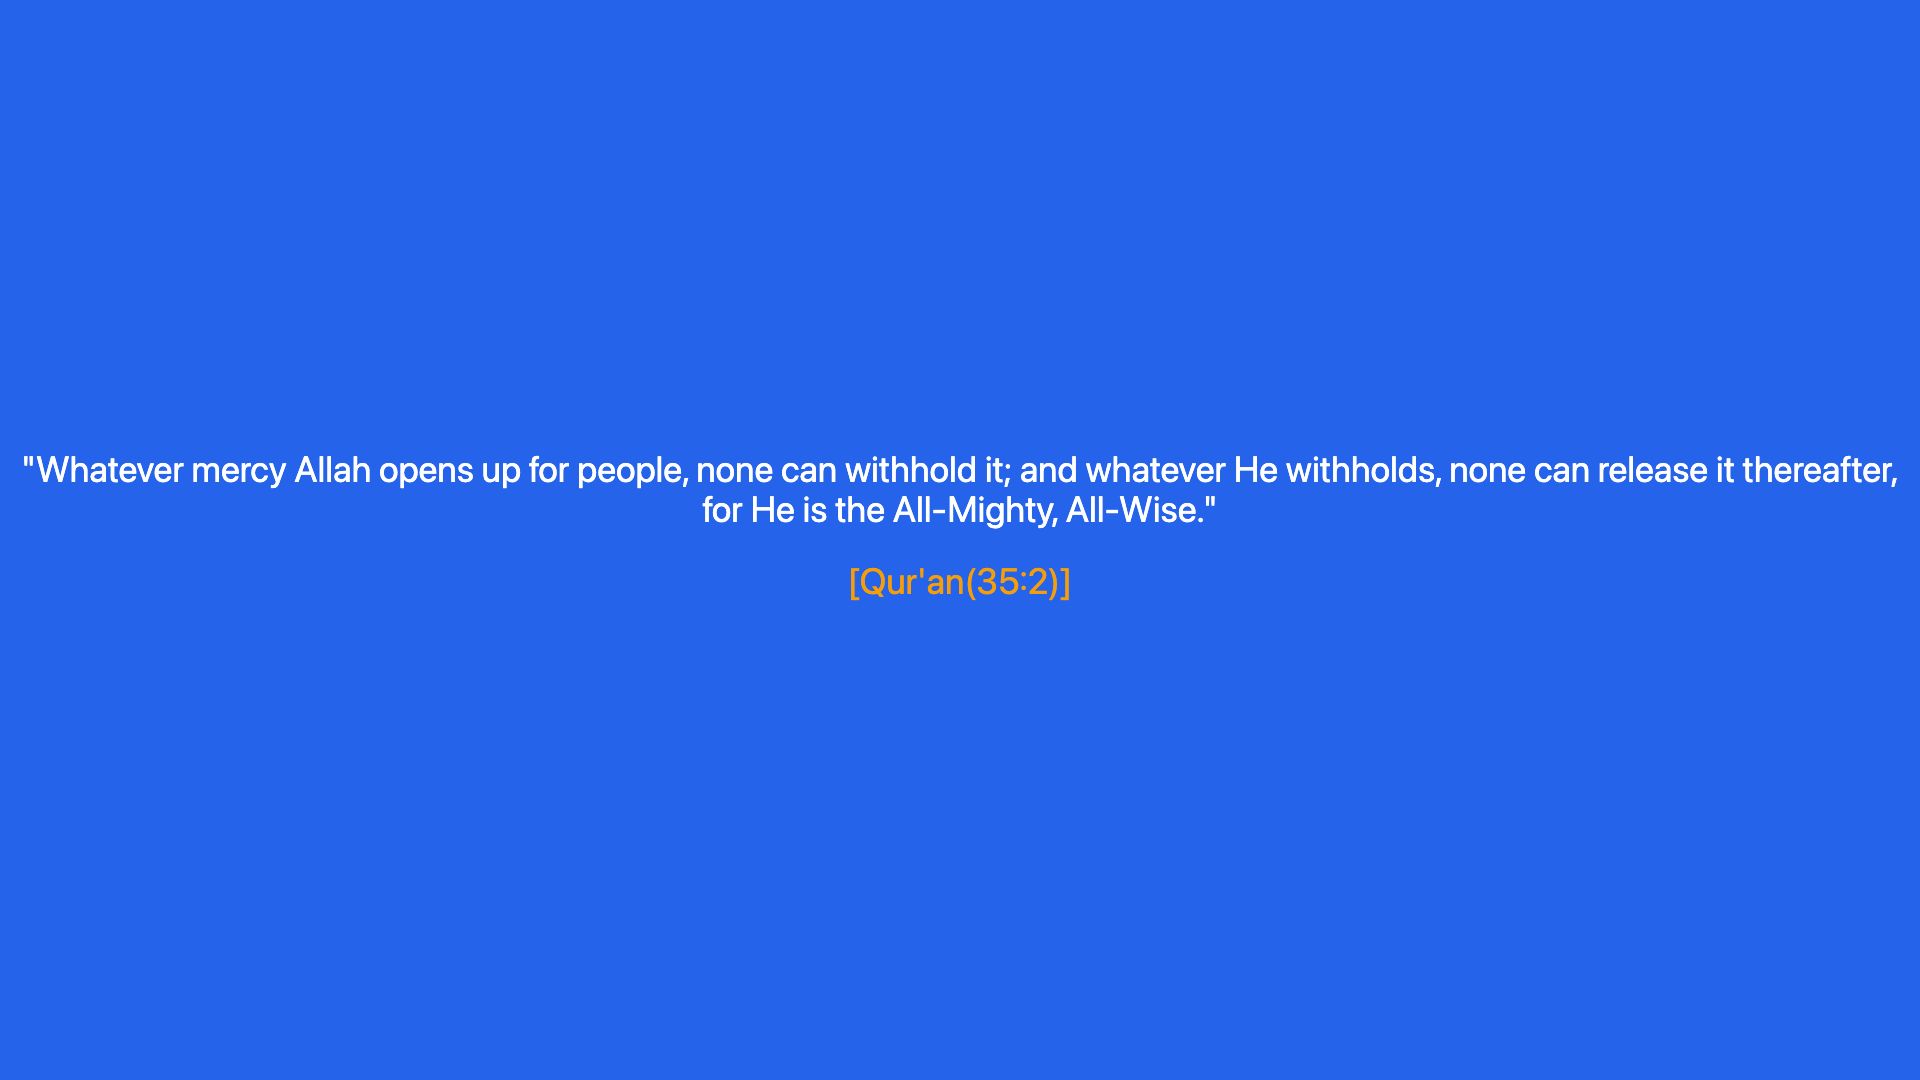 "Whatever mercy Allah opens up for people, none can withhold it; and whatever He withholds, none can release it thereafter,
for He is the All-Mighty, All-Wise."
[Qur'an(35:2)]